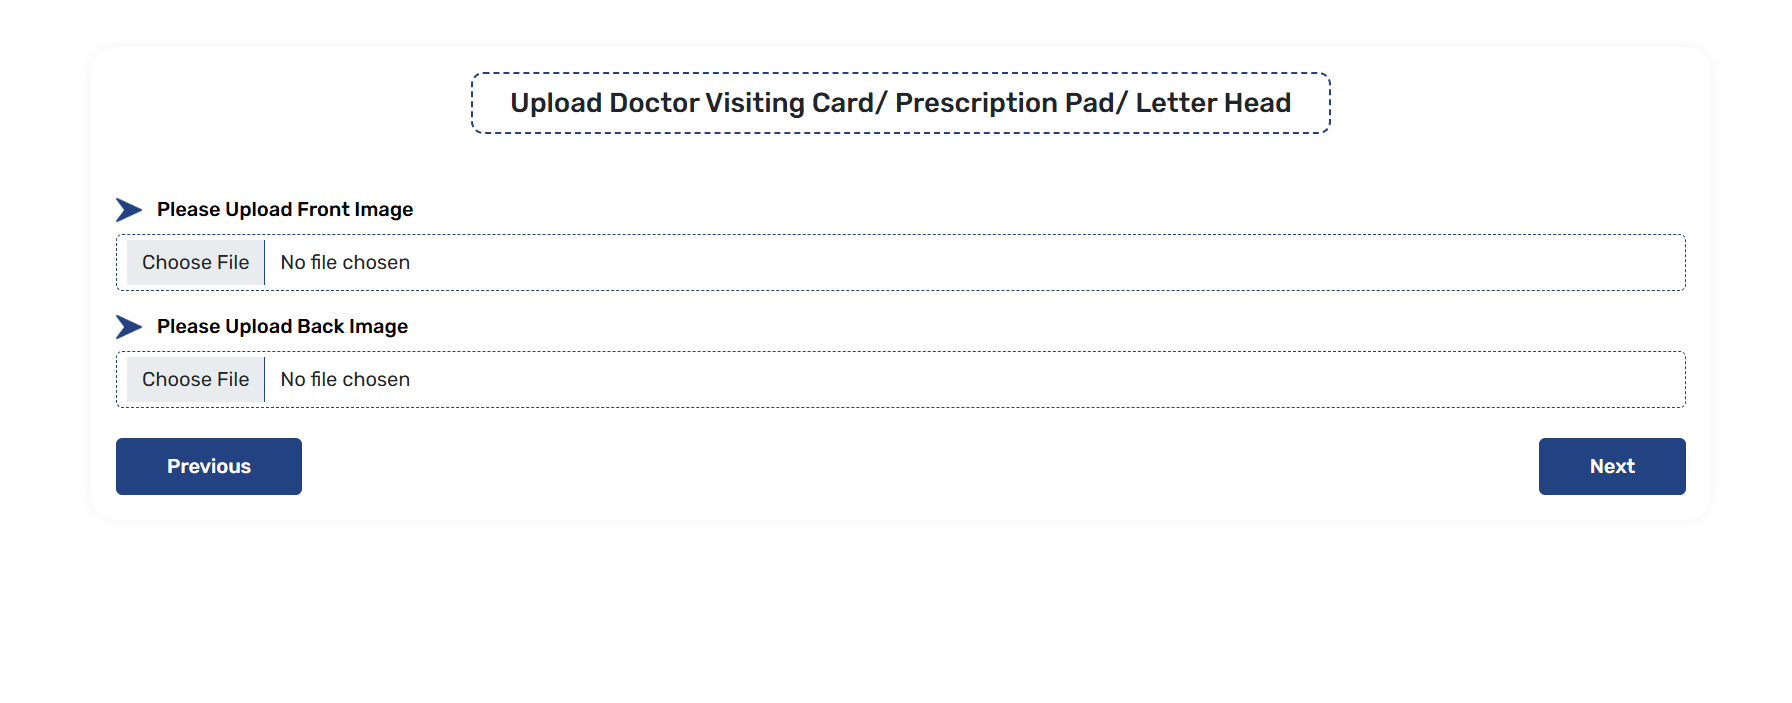 Upload Doctor Visiting Card/ Prescription Pad/ Letter Head
Please Upload Front Image
Choose File No file chosen
Please Upload Back Image
Choose File No file chosen
Previous Next